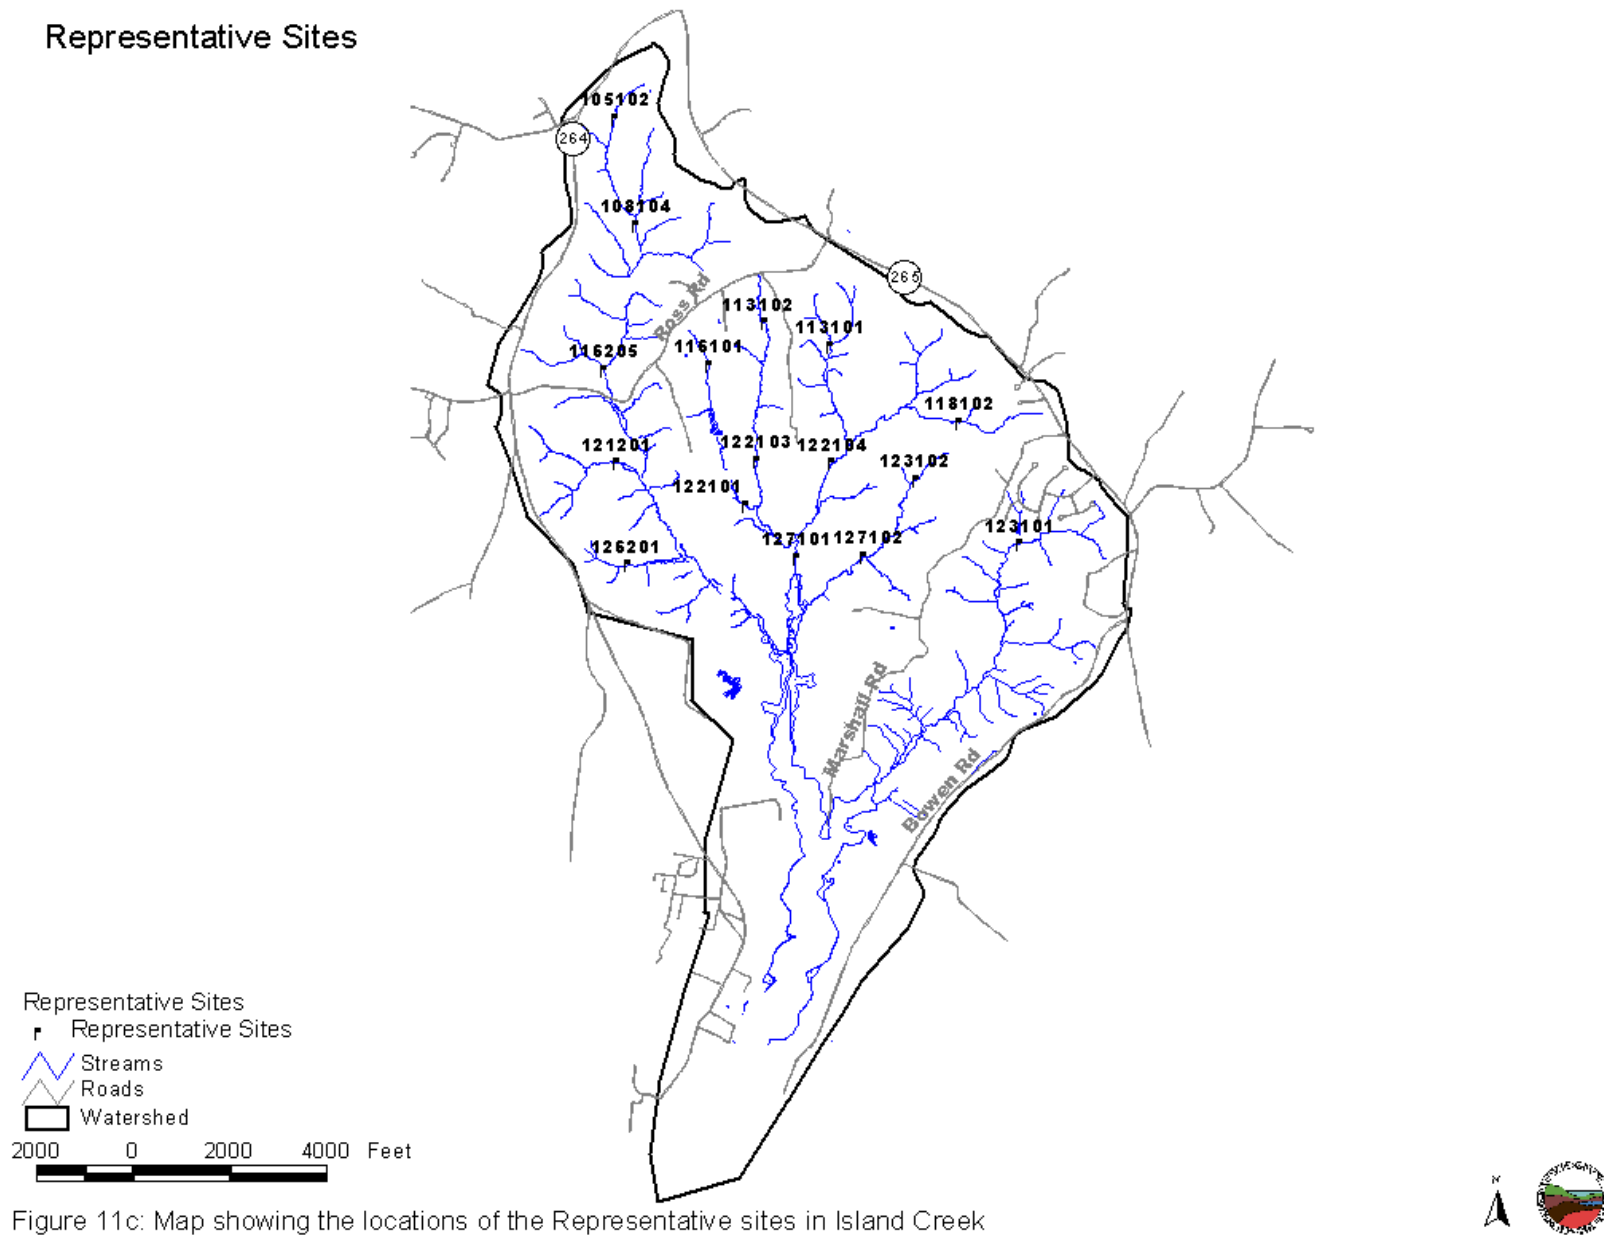 Representative Sites
105102
264
108104
265
Ross Rd
113102
113101
116205
116101
118102
121201
122103
122104
123102
122101
123101
127101
127102
126201
Marshall Rd
Bowen Rd
Representative Sites
Representative Sites
Streams
Roads
Watershed
2000 0 2000 4000 Feet
N
Figure 11c: Map showing the locations of the Representative sites in Island Creek